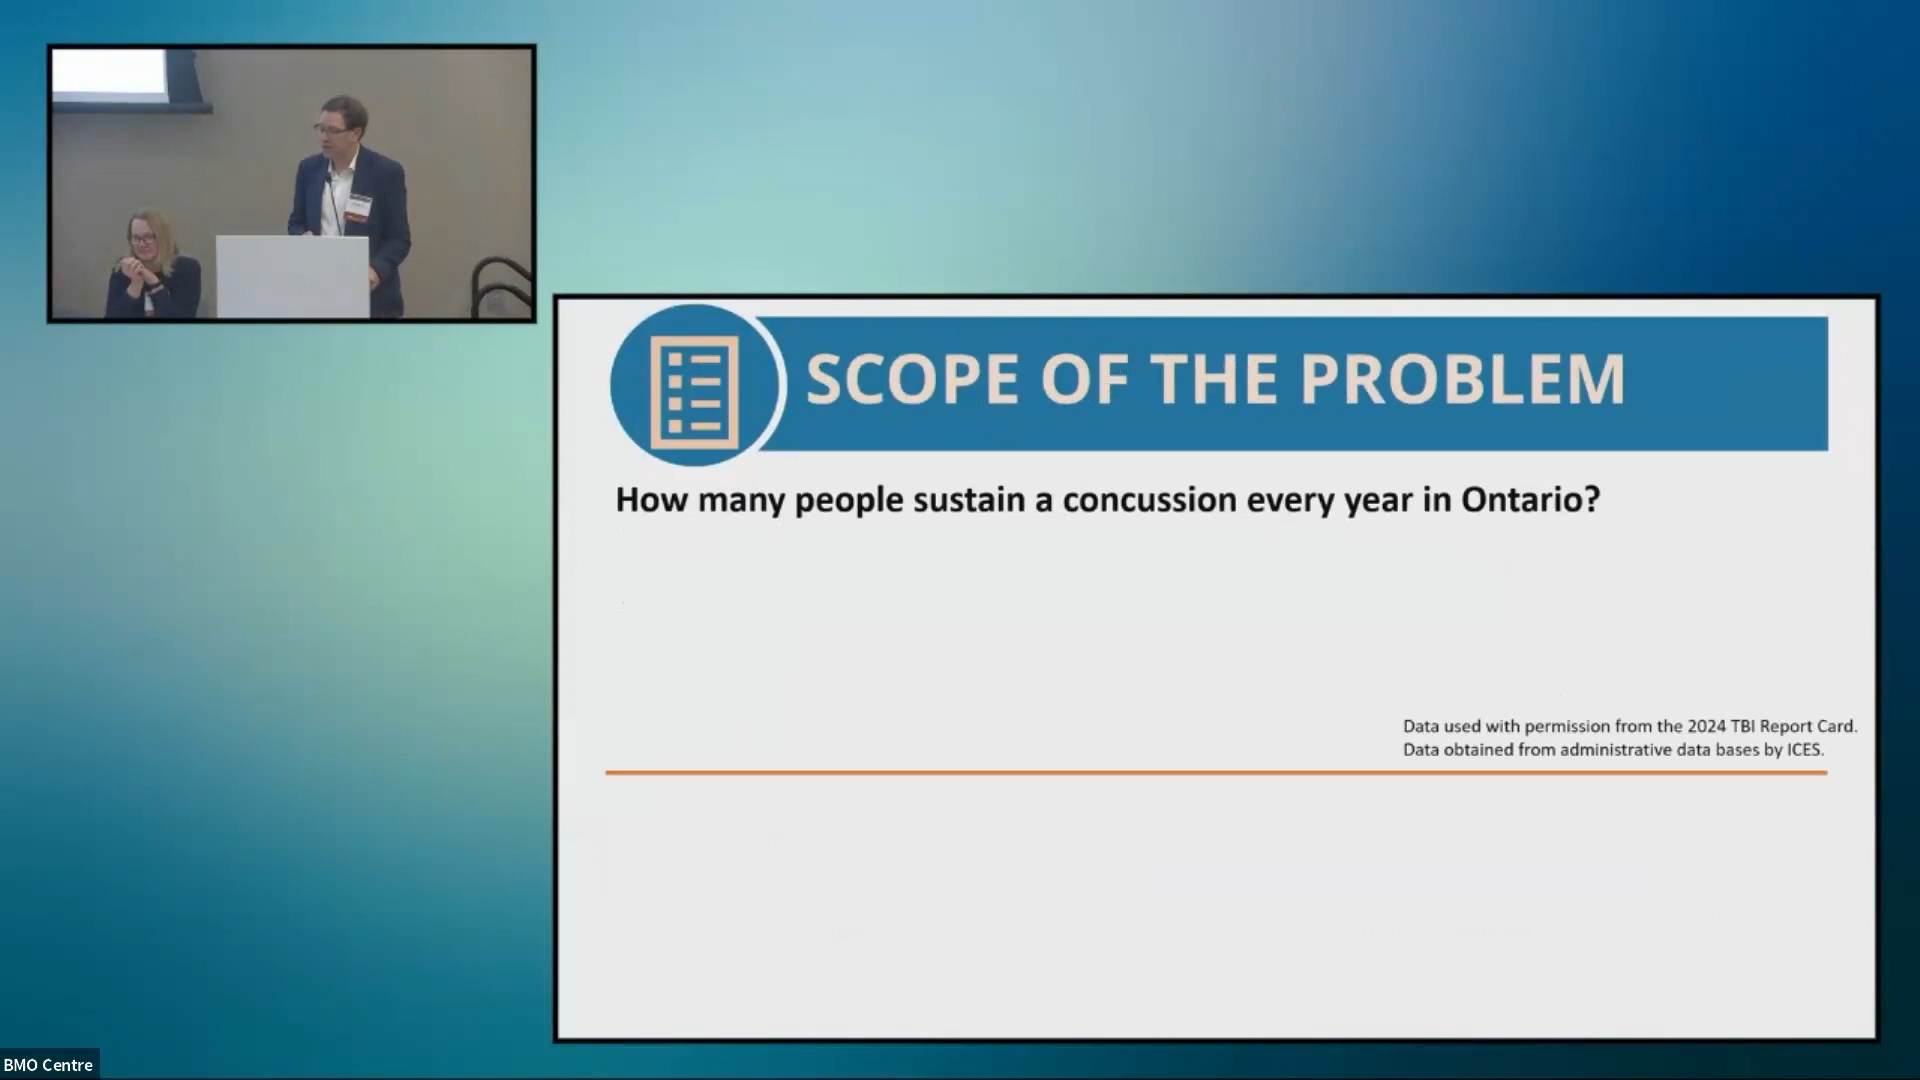 SCOPE OF THE PROBLEM
How many people sustain a concussion every year in Ontario?
Data used with permission from the 2024 TBI Report Card.
Data obtained from administrative data bases by ICES.
BMO Centre